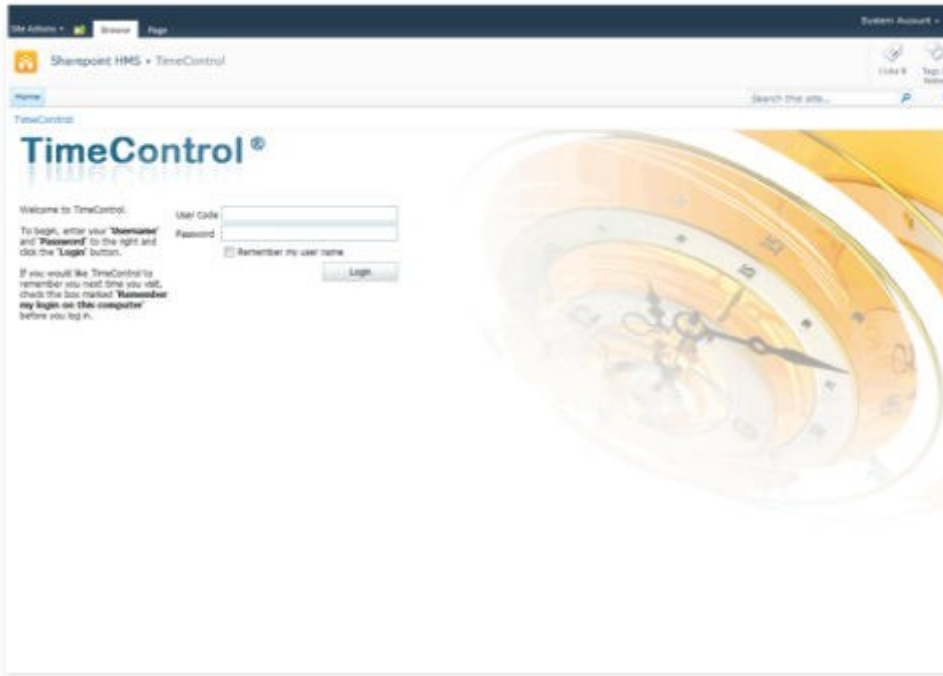 Site Actions
Browse
Page
System Account
Sharepoint HMS • TimeControl
I Like It
Tags
Home
Search this site...
TimeControl
TimeControl ®
Welcome to TimeControl.
To begin, enter your 'Username'
and 'Password' to the right and
click the 'Login' button.
If you would like TimeControl to
remember you next time you visit,
check the box marked 'Remember
my login on this computer'
before you log in.
User Code
Password
Remember my user name
Login